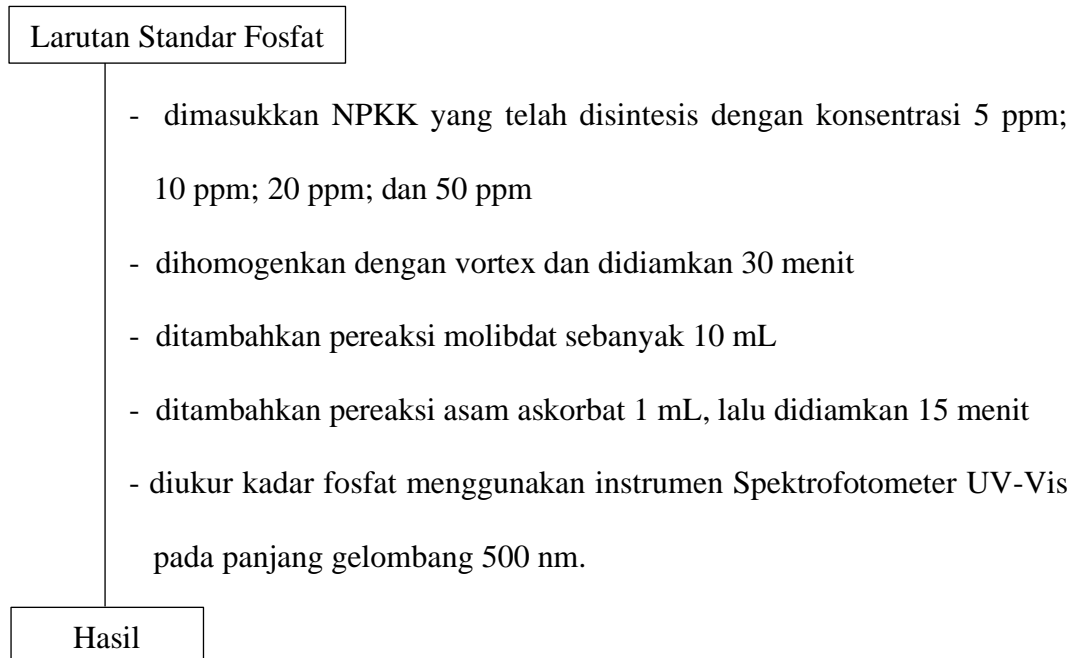 Larutan Standar Fosfat
- dimasukkan NPKK yang telah disintesis dengan konsentrasi 5 ppm;
10 ppm; 20 ppm; dan 50 ppm
- dihomogenkan dengan vortex dan didiamkan 30 menit
- ditambahkan pereaksi molibdat sebanyak 10 mL
- ditambahkan pereaksi asam askorbat 1 mL, lalu didiamkan 15 menit
- diukur kadar fosfat menggunakan instrumen Spektrofotometer UV-Vis
pada panjang gelombang 500 nm.
Hasil